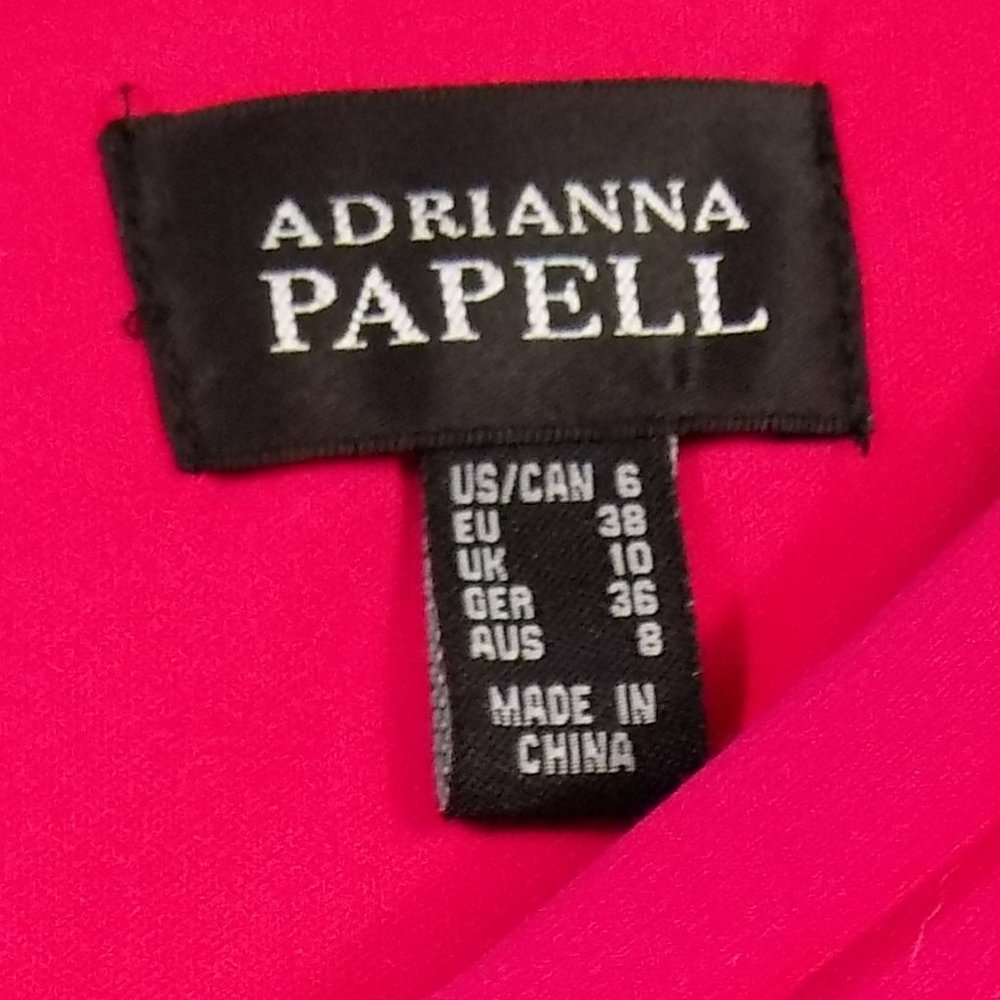 ADRIANNA
PAPELL
US/CAN 6
EU 38
UK 10
GER 36
AUS 8
MADE IN
CHINA